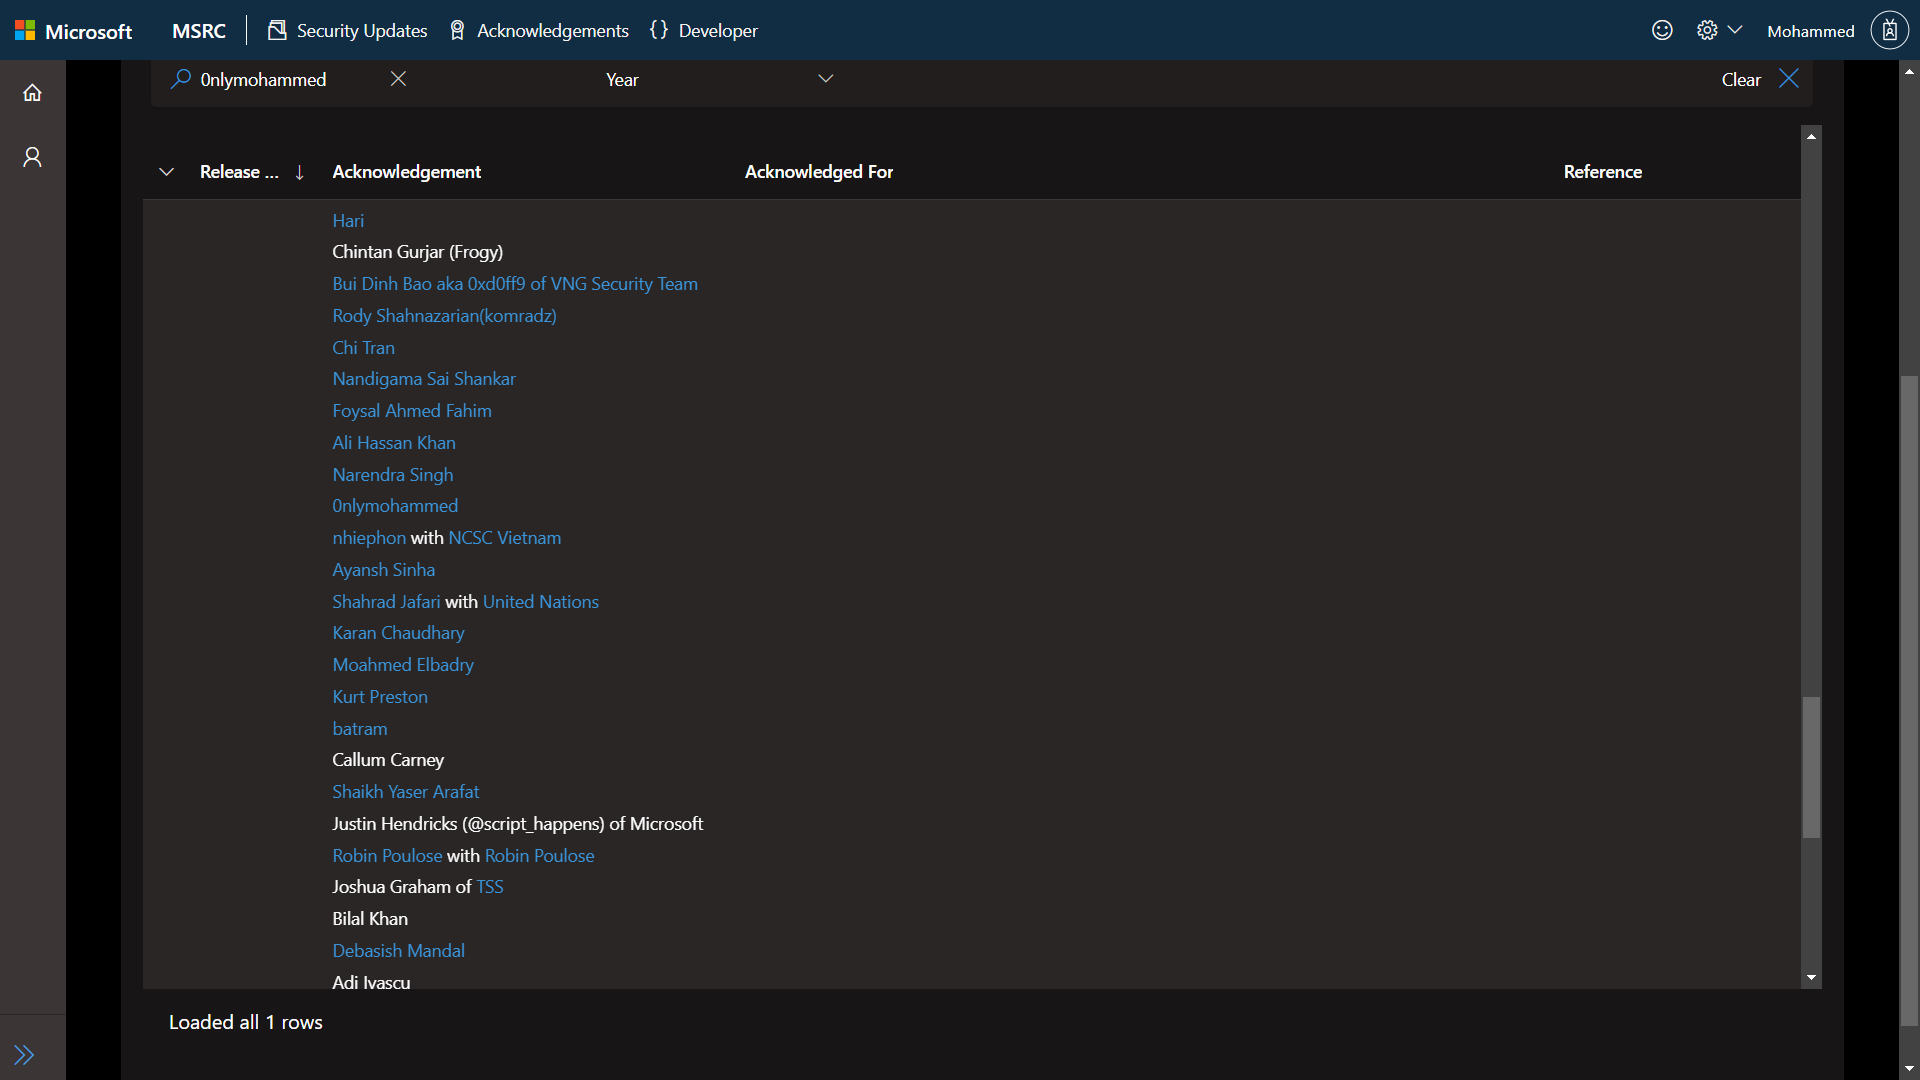 Microsoft MSRC Security Updates Acknowledgements Developer Mohammed
0nlymohammed Year Clear
Release ... Acknowledgement Acknowledged For Reference
Hari
Chintan Gurjar (Frogy)
Bui Dinh Bao aka 0xd0ff9 of VNG Security Team
Rody Shahnazarian(komradz)
Chi Tran
Nandigama Sai Shankar
Foysal Ahmed Fahim
Ali Hassan Khan
Narendra Singh
0nlymohammed
nhiephon with NCSC Vietnam
Ayansh Sinha
Shahrad Jafari with United Nations
Karan Chaudhary
Moahmed Elbadry
Kurt Preston
batram
Callum Carney
Shaikh Yaser Arafat
Justin Hendricks (@script_happens) of Microsoft
Robin Poulose with Robin Poulose
Joshua Graham of TSS
Bilal Khan
Debasish Mandal
Adi Ivascu
Loaded all 1 rows